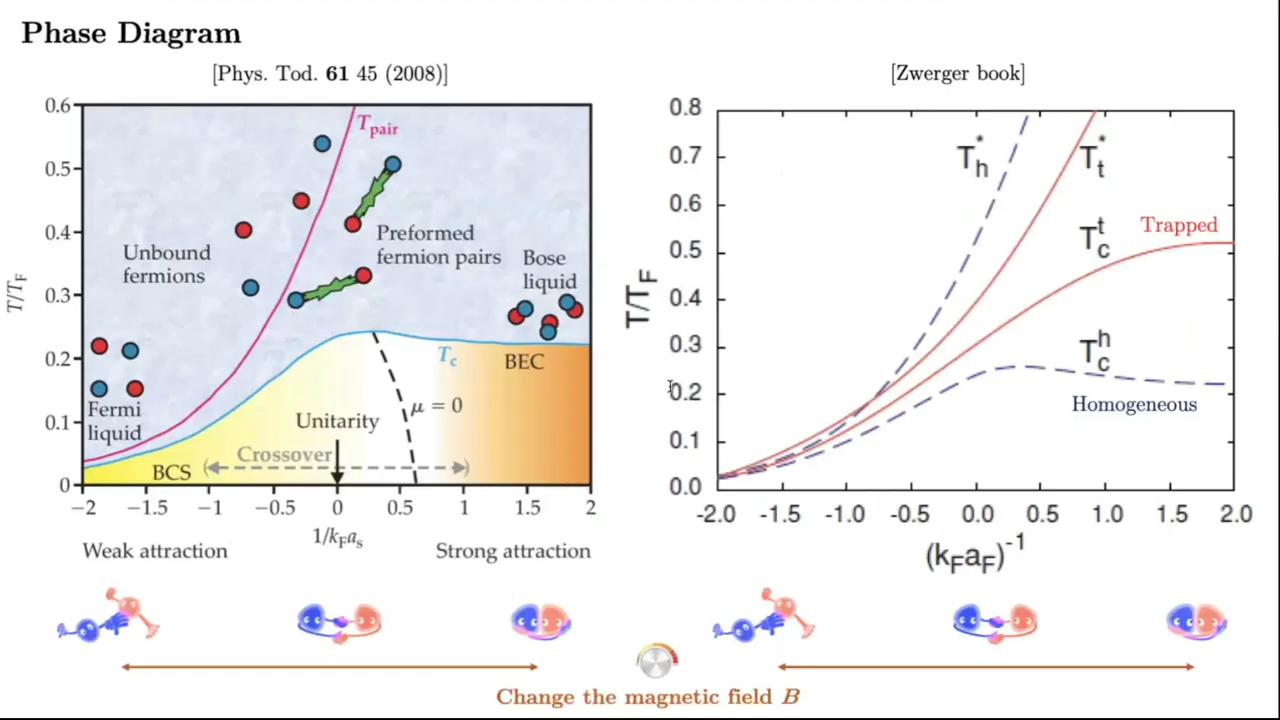 Phase Diagram
[Phys. Tod. 61 45 (2008)]
0.6
0.5
0.4
0.3
0.2
0.1
0
T/T_F
T_pair
Unbound
fermions
Preformed
fermion pairs
Bose
liquid
Fermi
liquid
T_c
BEC
μ = 0
Unitarity
Crossover
BCS
−2 −1.5 −1 −0.5 0 0.5 1 1.5 2
1/k_Fa_s
Weak attraction
Strong attraction
[Zwerger book]
0.8
0.7
0.6
0.5
0.4
0.3
0.2
0.1
0.0
T/T_F
T_h^*
T_t^*
T_c^t
Trapped
T_c^h
Homogeneous
-2.0 -1.5 -1.0 -0.5 0.0 0.5 1.0 1.5 2.0
(k_Fa_F)^-1
Change the magnetic field B